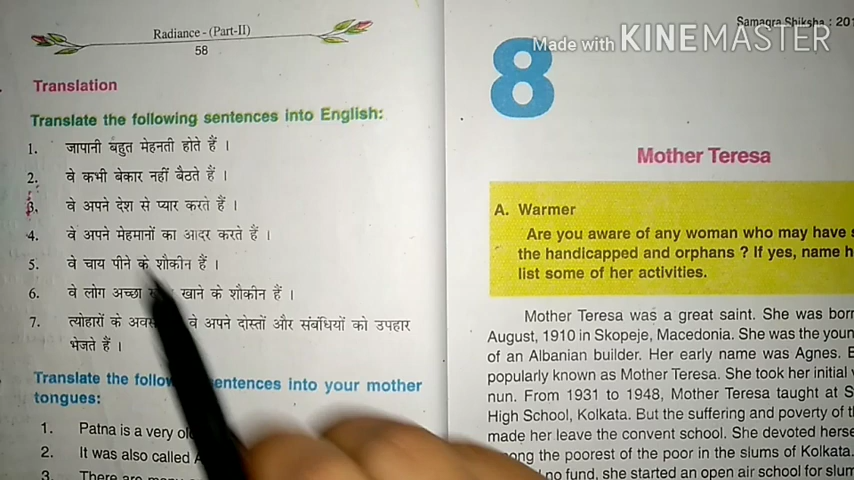 Radiance - (Part-II)
58
Translation
Translate the following sentences into English:
1. जापानी बहुत मेहनती होते हैं ।
2. वे कभी बेकार नहीं बैठते हैं ।
3. वे अपने देश से प्यार करते हैं ।
4. वे अपने मेहमानों का आदर करते हैं ।
5. वे चाय पीने के शौकीन हैं ।
6. वे लोग अच्छा खाने के शौकीन हैं ।
7. त्योहारों के वे अपने दोस्तों और संबंधियों को उपहार
भेजते हैं ।
Translate the sentences into your mother
tongues:
1. Patna is a very
2. It was also called
3. There are many
Samagra Shiksha : 201
Made with KINEMASTER
8
Mother Teresa
A. Warmer
Are you aware of any woman who may have
the handicapped and orphans ? If yes, name
list some of her activities.
Mother Teresa was a great saint. She was born
August, 1910 in Skopeje, Macedonia. She was the
of an Albanian builder. Her early name was Agnes.
popularly known as Mother Teresa. She took her initial
nun. From 1931 to 1948, Mother Teresa taught at
High School, Kolkata. But the suffering and poverty of
made her leave the convent school. She devoted
the poorest of the poor in the slums of Kolkata.
no fund, she started an open air school for